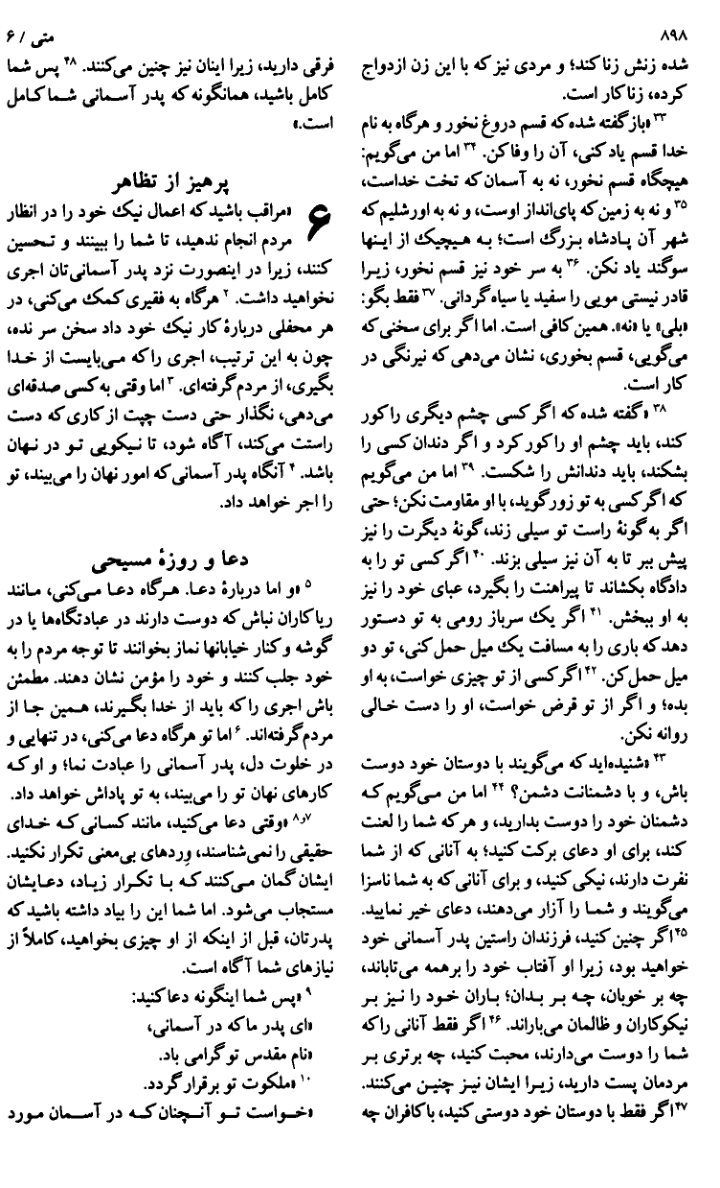 ۸۹۸
متی / ۶
شده زنش زنا کند؛ و مردی نیز که با این زن ازدواج
کرده، زناکار است.
۳۳ «باز گفته شده که قسم دروغ نخور و هرگاه به نام
خدا قسم یاد کنی، آن را وفا کن. ۳۴ اما من می‌گویم:
هیچگاه قسم نخور، نه به آسمان که تخت خداست،
۳۵ و نه به زمین که پای‌انداز اوست، و نه به اورشلیم که
شهر آن پادشاه بزرگ است؛ به هیچیک از اینها
سوگند یاد نکن. ۳۶ به سر خود نیز قسم نخور، زیرا
قادر نیستی مویی را سفید یا سیاه گردانی. ۳۷ فقط بگو:
«بلی» یا «نه». همین کافی است. اما اگر برای سخنی که
می‌گویی، قسم بخوری، نشان می‌دهی که نیرنگی در
کار است.
۳۸ «گفته شده که اگر کسی چشم دیگری را کور
کند، باید چشم او را کور کرد و اگر دندان کسی را
بشکند، باید دندانش را شکست. ۳۹ اما من می‌گویم
که اگر کسی به تو زور گوید، با او مقاومت نکن؛ حتی
اگر به گونهٔ راست تو سیلی زند، گونهٔ دیگرت را نیز
پیش ببر تا به آن نیز سیلی بزند. ۴۰ اگر کسی تو را به
دادگاه بکشاند تا پیراهنت را بگیرد، عبای خود را نیز
به او ببخش. ۴۱ اگر یک سرباز رومی به تو دستور
دهد که باری را به مسافت یک میل حمل کنی، تو دو
میل حمل کن. ۴۲ اگر کسی از تو چیزی خواست، به او
بده؛ و اگر از تو قرض خواست، او را دست خالی
روانه نکن.
۴۳ «شنیده‌اید که می‌گویند با دوستان خود دوست
باش، و با دشمنانت دشمن؟ ۴۴ اما من می‌گویم که
دشمنان خود را دوست بدارید، و هر که شما را لعنت
کند، برای او دعای برکت کنید؛ به آنانی که از شما
نفرت دارند، نیکی کنید، و برای آنانی که به شما ناسزا
می‌گویند و شما را آزار می‌دهند، دعای خیر نمایید.
۴۵ اگر چنین کنید، فرزندان راستین پدر آسمانی خود
خواهید بود، زیرا او آفتاب خود را برهمه می‌تاباند،
چه بر خوبان، چه بر بدان؛ باران خود را نیز بر
نیکوکاران و ظالمان می‌باراند. ۴۶ اگر فقط آنانی را که
شما را دوست می‌دارند، محبت کنید، چه برتری بر
مردمان پست دارید، زیرا ایشان نیز چنین می‌کنند.
۴۷ اگر فقط با دوستان خود دوستی کنید، با کافران چه
فرقی دارید، زیرا اینان نیز چنین می‌کنند. ۴۸ پس شما
کامل باشید، همانگونه که پدر آسمانی شما کامل
است.»
پرهیز از تظاهر
۶ «مراقب باشید که اعمال نیک خود را در انظار
مردم انجام ندهید، تا شما را ببینند و تحسین
کنند، زیرا در اینصورت نزد پدر آسمانی‌تان اجری
نخواهید داشت. ۲ هرگاه به فقیری کمک می‌کنی، در
هر محفلی دربارهٔ کار نیک خود داد سخن سر نده،
چون به این ترتیب، اجری را که می‌بایست از خدا
بگیری، از مردم گرفته‌ای. ۳ اما وقتی به کسی صدقه‌ای
می‌دهی، نگذار حتی دست چپت از کاری که دست
راستت می‌کند، آگاه شود، تا نیکویی تو در نهان
باشد. ۴ آنگاه پدر آسمانی که امور نهان را می‌بیند، تو
را اجر خواهد داد.
دعا و روزهٔ مسیحی
۵ «و اما دربارهٔ دعا. هرگاه دعا می‌کنی، مانند
ریاکاران نباش که دوست دارند در عبادتگاه‌ها یا در
گوشه و کنار خیابانها نماز بخوانند تا توجه مردم را به
خود جلب کنند و خود را مؤمن نشان دهند. مطمئن
باش اجری را که باید از خدا بگیرند، همین جا از
مردم گرفته‌اند. ۶ اما تو هرگاه دعا می‌کنی، در تنهایی و
در خلوت دل، پدر آسمانی را عبادت نما؛ و او که
کارهای نهان تو را می‌بیند، به تو پاداش خواهد داد.
۷و۸ «وقتی دعا می‌کنید، مانند کسانی که خدای
حقیقی را نمی‌شناسند، وِردهای بی‌معنی تکرار نکنید.
ایشان گمان می‌کنند که با تکرار زیاد، دعایشان
مستجاب می‌شود. اما شما این را بیاد داشته باشید که
پدرتان، قبل از اینکه از او چیزی بخواهید، کاملاً از
نیازهای شما آگاه است.
۹ «پس شما اینگونه دعا کنید:
«ای پدر ما که در آسمانی،
«نام مقدس تو گرامی باد.
۱۰ «ملکوت تو برقرار گردد.
«خواست تو آنچنان که در آسمان مورد